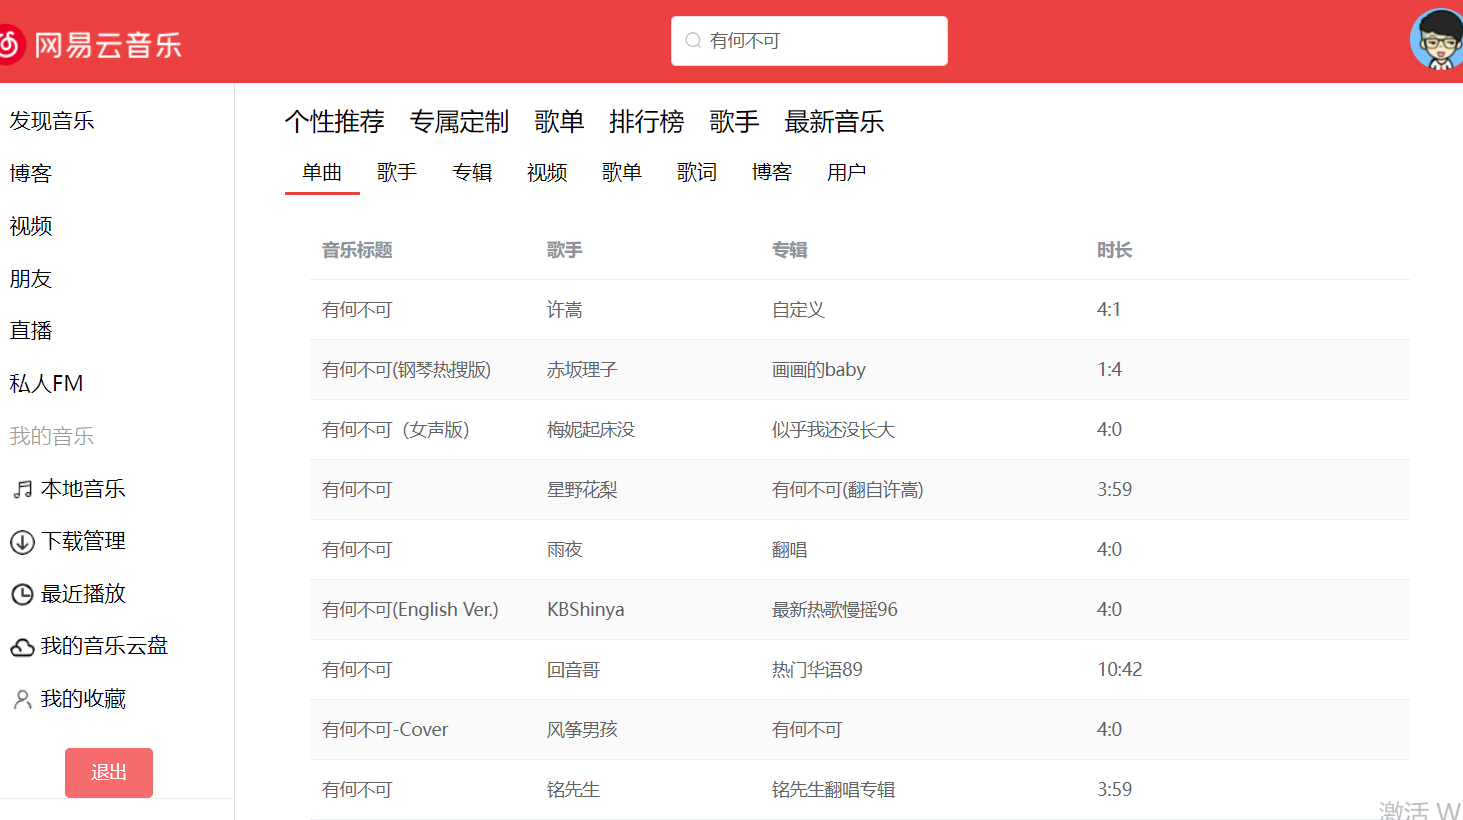 网易云音乐
有何不可
发现音乐
博客
视频
朋友
直播
私人FM
我的音乐
本地音乐
下载管理
最近播放
我的音乐云盘
我的收藏
退出
个性推荐 专属定制 歌单 排行榜 歌手 最新音乐
单曲 歌手 专辑 视频 歌单 歌词 博客 用户
音乐标题 歌手 专辑 时长
有何不可 许嵩 自定义 4:1
有何不可(钢琴热搜版) 赤坂理子 画画的baby 1:4
有何不可（女声版） 梅妮起床没 似乎我还没长大 4:0
有何不可 星野花梨 有何不可(翻自许嵩) 3:59
有何不可 雨夜 翻唱 4:0
有何不可(English Ver.) KBShinya 最新热歌慢摇96 4:0
有何不可 回音哥 热门华语89 10:42
有何不可-Cover 风筝男孩 有何不可 4:0
有何不可 铭先生 铭先生翻唱专辑 3:59
激活 W